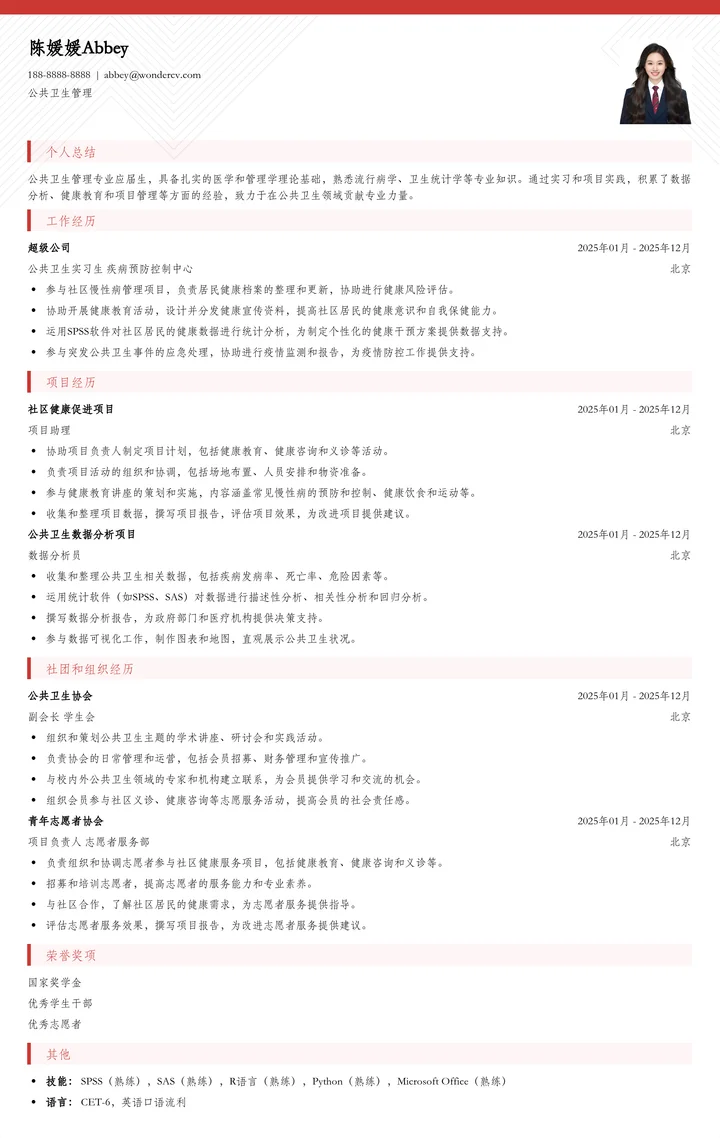 陈媛媛Abbey
188-8888-8888 | abbey@wondercv.com
公共卫生管理
个人总结
公共卫生管理专业应届生，具备扎实的医学和管理学理论基础，熟悉流行病学、卫生统计学等专业知识。通过实习和项目实践，积累了数据
分析、健康教育和项目管理等方面的经验，致力于在公共卫生领域贡献专业力量。
工作经历
超级公司 2025年01月 - 2025年12月
公共卫生实习生 疾病预防控制中心 北京
• 参与社区慢性病管理项目，负责居民健康档案的整理和更新，协助进行健康风险评估。
• 协助开展健康教育活动，设计并分发健康宣传资料，提高社区居民的健康意识和自我保健能力。
• 运用SPSS软件对社区居民的健康数据进行统计分析，为制定个性化的健康干预方案提供数据支持。
• 参与突发公共卫生事件的应急处理，协助进行疫情监测和报告，为疫情防控工作提供支持。
项目经历
社区健康促进项目 2025年01月 - 2025年12月
项目助理 北京
• 协助项目负责人制定项目计划，包括健康教育、健康咨询和义诊等活动。
• 负责项目活动的组织和协调，包括场地布置、人员安排和物资准备。
• 参与健康教育讲座的策划和实施，内容涵盖常见慢性病的预防和控制、健康饮食和运动等。
• 收集和整理项目数据，撰写项目报告，评估项目效果，为改进项目提供建议。
公共卫生数据分析项目 2025年01月 - 2025年12月
数据分析员 北京
• 收集和整理公共卫生相关数据，包括疾病发病率、死亡率、危险因素等。
• 运用统计软件（如SPSS、SAS）对数据进行描述性分析、相关性分析和回归分析。
• 撰写数据分析报告，为政府部门和医疗机构提供决策支持。
• 参与数据可视化工作，制作图表和地图，直观展示公共卫生状况。
社团和组织经历
公共卫生协会 2025年01月 - 2025年12月
副会长 学生会 北京
• 组织和策划公共卫生主题的学术讲座、研讨会和实践活动。
• 负责协会的日常管理和运营，包括会员招募、财务管理和宣传推广。
• 与校内外公共卫生领域的专家和机构建立联系，为会员提供学习和交流的机会。
• 组织会员参与社区义诊、健康咨询等志愿服务活动，提高会员的社会责任感。
青年志愿者协会 2025年01月 - 2025年12月
项目负责人 志愿者服务部 北京
• 负责组织和协调志愿者参与社区健康服务项目，包括健康教育、健康咨询和义诊等。
• 招募和培训志愿者，提高志愿者的服务能力和专业素养。
• 与社区合作，了解社区居民的健康需求，为志愿者服务提供指导。
• 评估志愿者服务效果，撰写项目报告，为改进志愿者服务提供建议。
荣誉奖项
国家奖学金
优秀学生干部
优秀志愿者
其他
• 技能： SPSS（熟练）, SAS（熟练）, R语言（熟练）, Python（熟练）, Microsoft Office（熟练）
• 语言： CET-6，英语口语流利